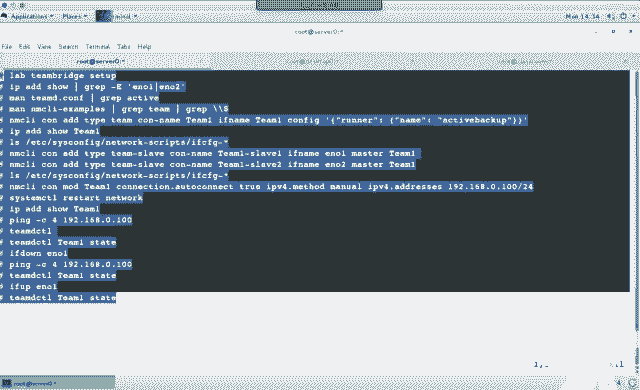 Applications Places Terminal Mon 14:14
root@server0:~
File Edit View Search Terminal Tabs Help
root@server0:~
# lab teambridge setup
# ip add show | grep -E 'eno1|eno2'
# man teamd.conf | grep active
# man nmcli-examples | grep team | grep \\$
# nmcli con add type team con-name Team1 ifname Team1 config '{"runner": {"name": "activebackup"}}'
# ip add show Team1
# ls /etc/sysconfig/network-scripts/ifcfg-*
# nmcli con add type team-slave con-name Team1-slave1 ifname eno1 master Team1
# nmcli con add type team-slave con-name Team1-slave2 ifname eno2 master Team1
# ls /etc/sysconfig/network-scripts/ifcfg-*
# nmcli con mod Team1 connection.autoconnect true ipv4.method manual ipv4.addresses 192.168.0.100/24
# systemctl restart network
# ip add show Team1
# ping -c 4 192.168.0.100
# teamdctl
# teamdctl Team1 state
# ifdown eno1
# ping -c 4 192.168.0.100
# teamdctl Team1 state
# ifup eno1
# teamdctl Team1 state
root@server0:~